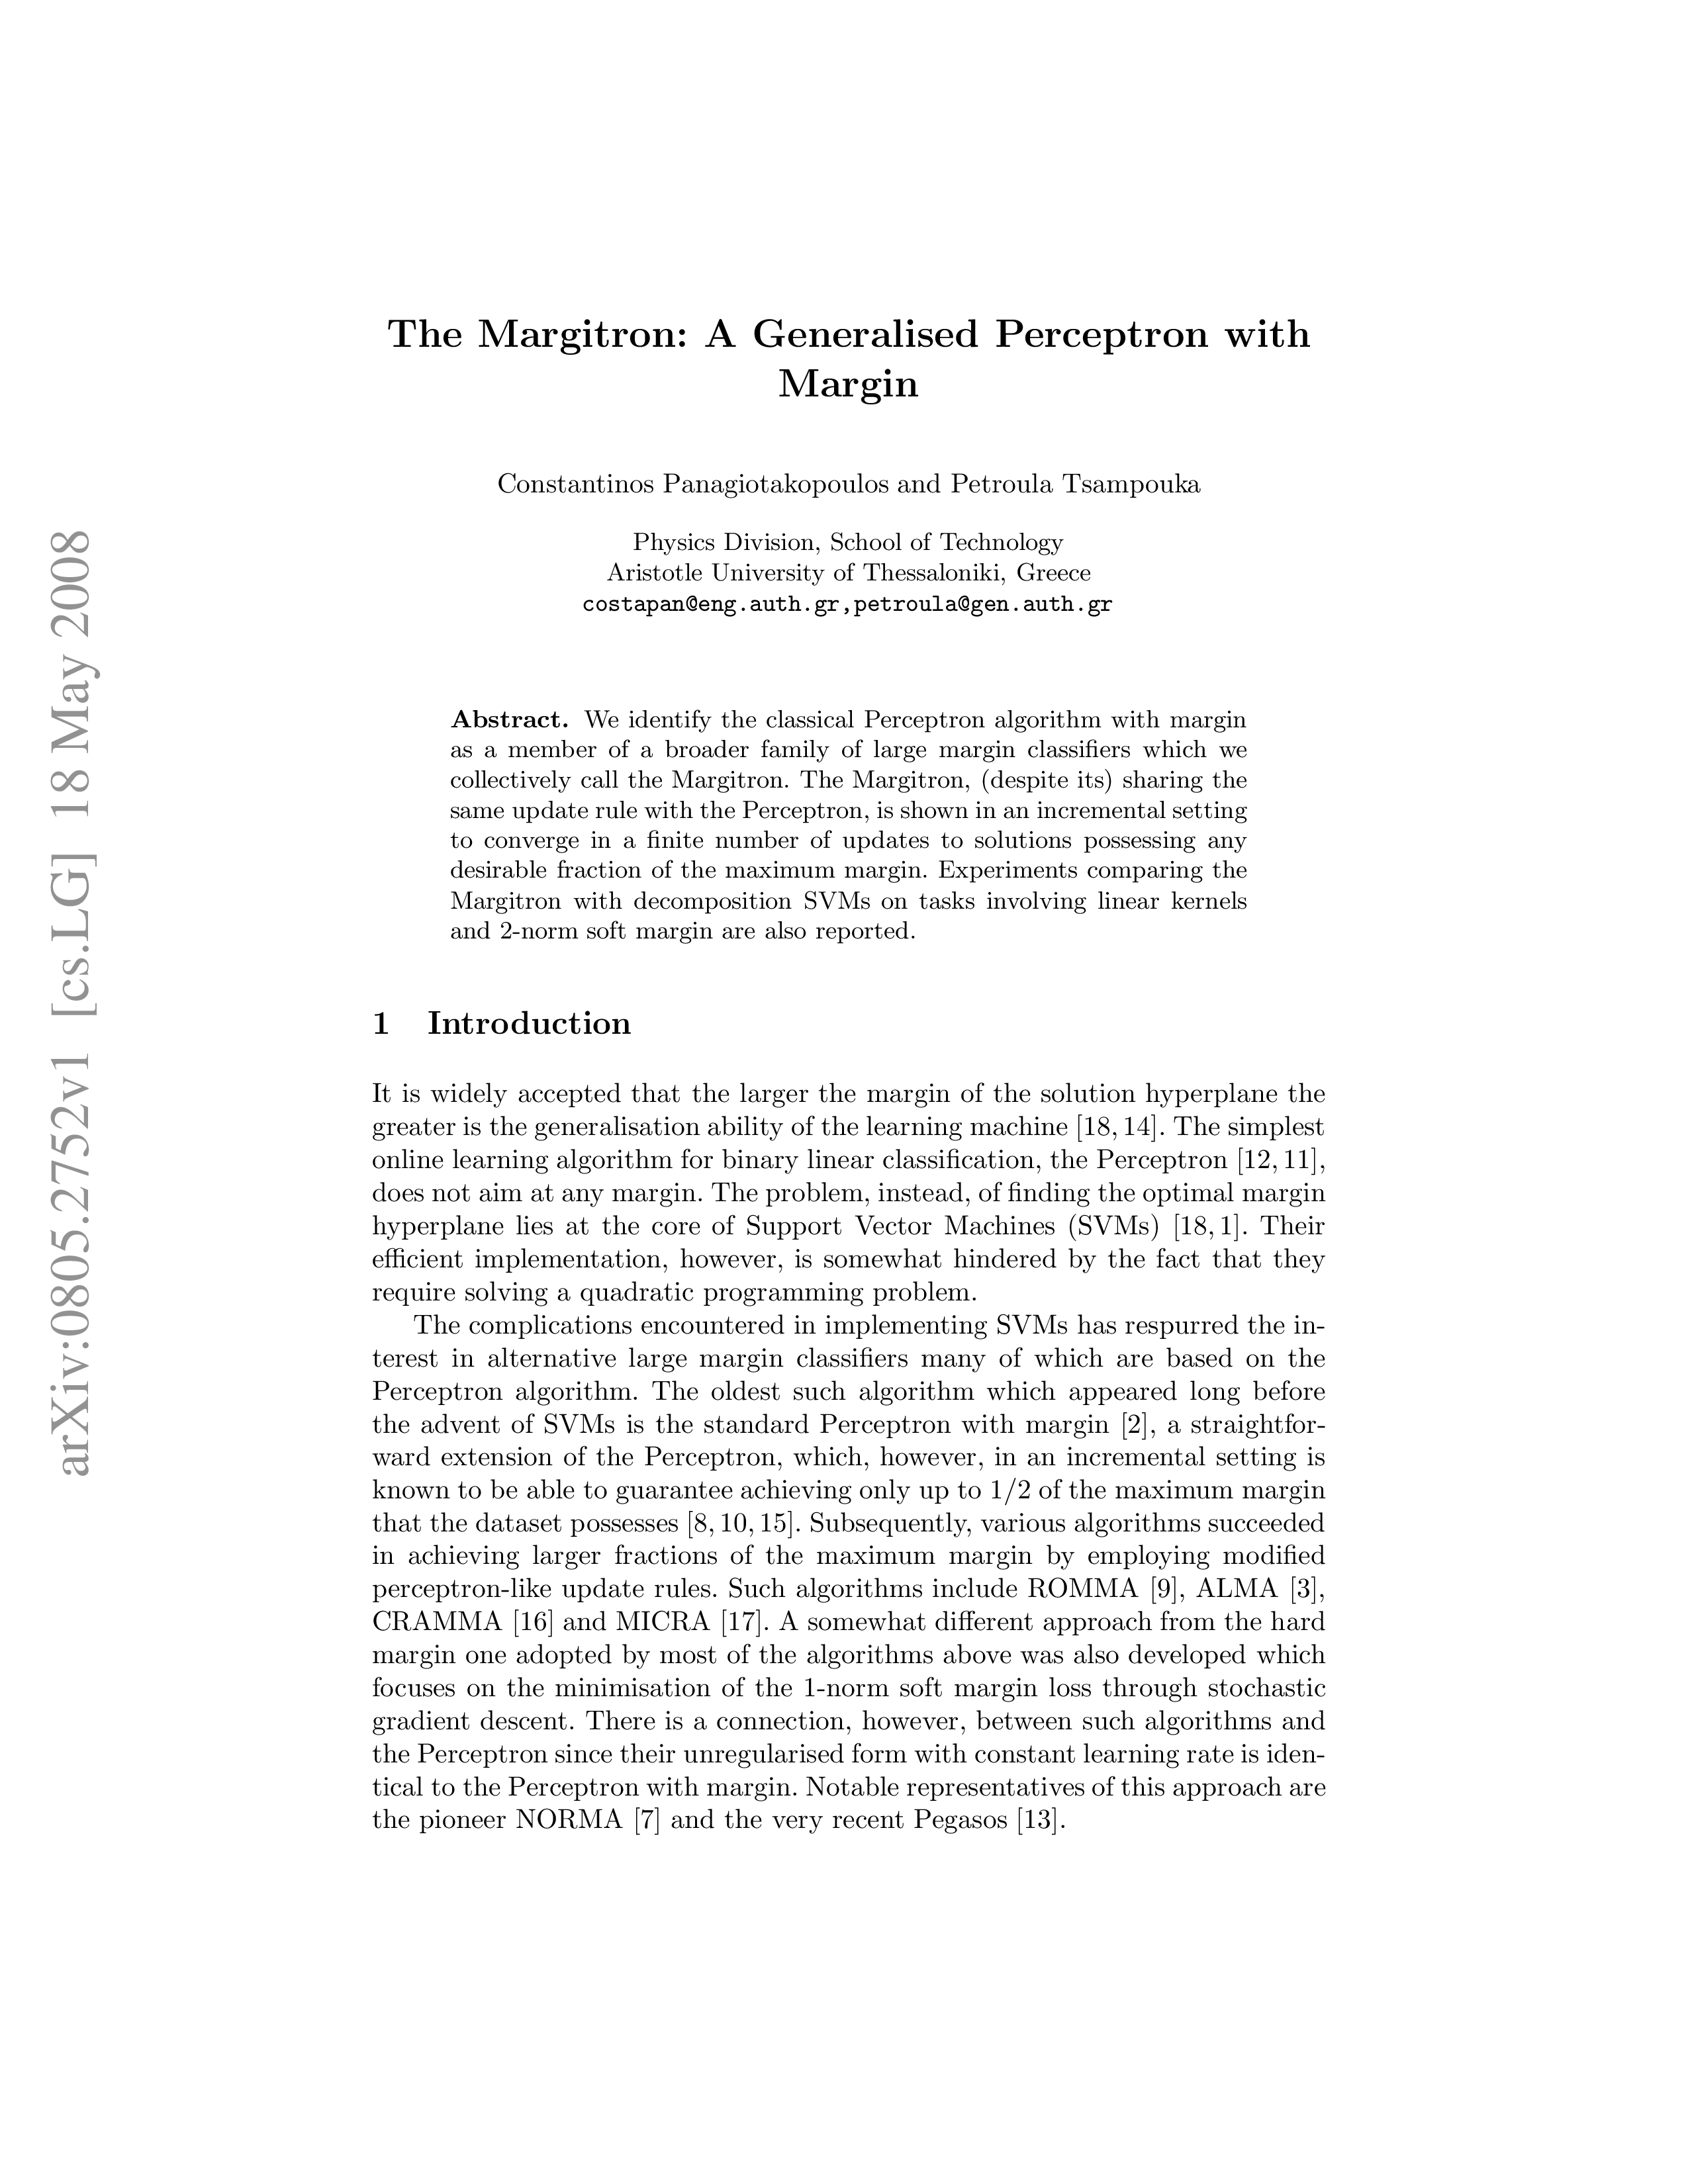 The Margitron: A Generalised Perceptron with
Margin
Constantinos Panagiotakopoulos and Petroula Tsampouka
Physics Division, School of Technology
Aristotle University of Thessaloniki, Greece
costapan@eng.auth.gr,petroula@gen.auth.gr
Abstract. We identify the classical Perceptron algorithm with margin
as a member of a broader family of large margin classifiers which we
collectively call the Margitron. The Margitron, (despite its) sharing the
same update rule with the Perceptron, is shown in an incremental setting
to converge in a finite number of updates to solutions possessing any
desirable fraction of the maximum margin. Experiments comparing the
Margitron with decomposition SVMs on tasks involving linear kernels
and 2-norm soft margin are also reported.
1 Introduction
It is widely accepted that the larger the margin of the solution hyperplane the
greater is the generalisation ability of the learning machine [18, 14]. The simplest
online learning algorithm for binary linear classification, the Perceptron [12, 11],
does not aim at any margin. The problem, instead, of finding the optimal margin
hyperplane lies at the core of Support Vector Machines (SVMs) [18, 1]. Their
efficient implementation, however, is somewhat hindered by the fact that they
require solving a quadratic programming problem.
The complications encountered in implementing SVMs has respurred the in-
terest in alternative large margin classifiers many of which are based on the
Perceptron algorithm. The oldest such algorithm which appeared long before
the advent of SVMs is the standard Perceptron with margin [2], a straightfor-
ward extension of the Perceptron, which, however, in an incremental setting is
known to be able to guarantee achieving only up to 1/2 of the maximum margin
that the dataset possesses [8, 10, 15]. Subsequently, various algorithms succeeded
in achieving larger fractions of the maximum margin by employing modified
perceptron-like update rules. Such algorithms include ROMMA [9], ALMA [3],
CRAMMA [16] and MICRA [17]. A somewhat different approach from the hard
margin one adopted by most of the algorithms above was also developed which
focuses on the minimisation of the 1-norm soft margin loss through stochastic
gradient descent. There is a connection, however, between such algorithms and
the Perceptron since their unregularised form with constant learning rate is iden-
tical to the Perceptron with margin. Notable representatives of this approach are
the pioneer NORMA [7] and the very recent Pegasos [13].
arXiv:0805.2752v1 [cs.LG] 18 May 2008